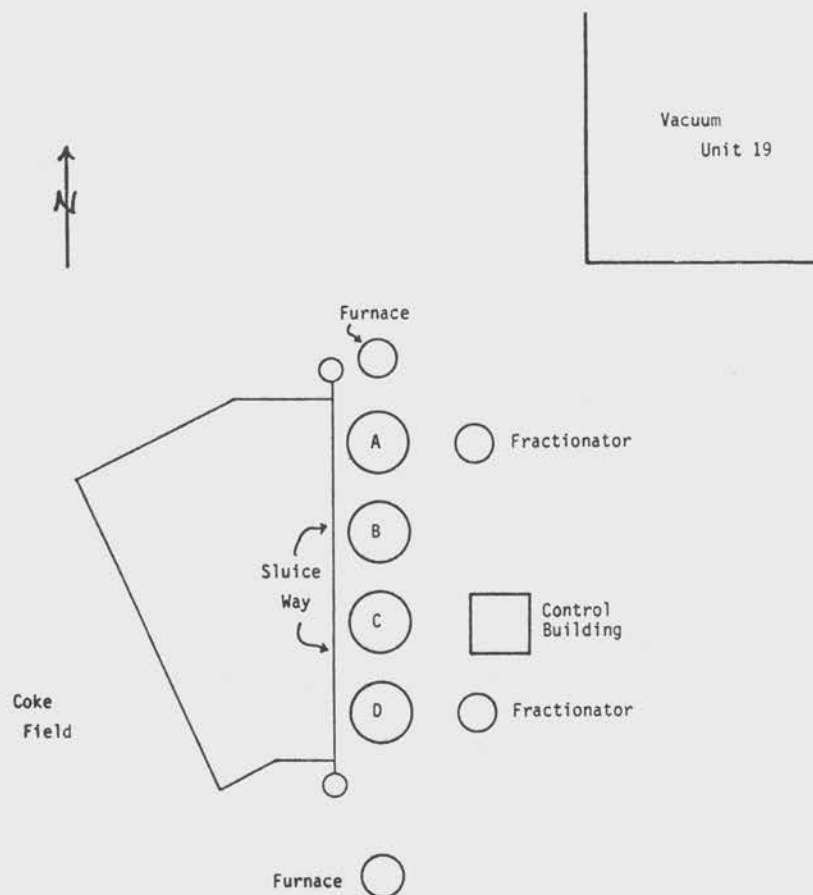 Vacuum
Unit 19
N
Furnace
A
Fractionator
B
Sluice
Way
C
Control
Building
D
Fractionator
Coke
Field
Furnace